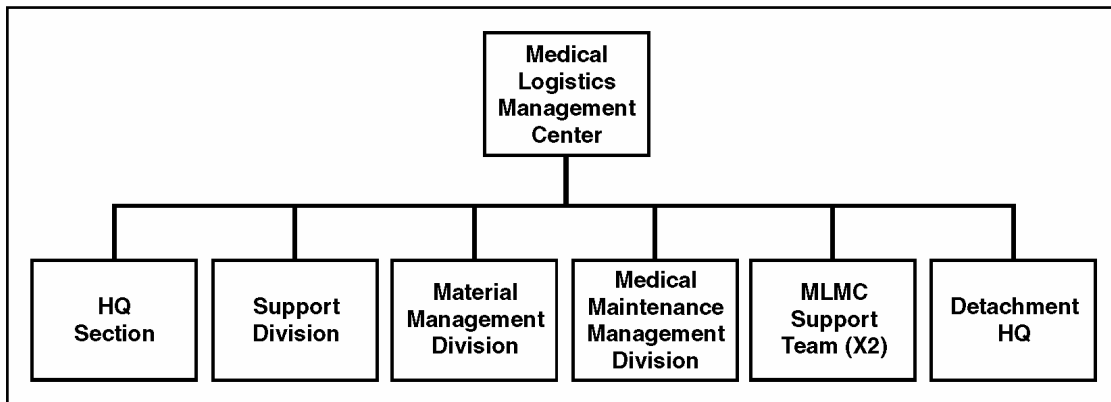 Medical
Logistics
Management
Center
HQ
Section
Support
Division
Material
Management
Division
Medical
Maintenance
Management
Division
MLMC
Support
Team (X2)
Detachment
HQ